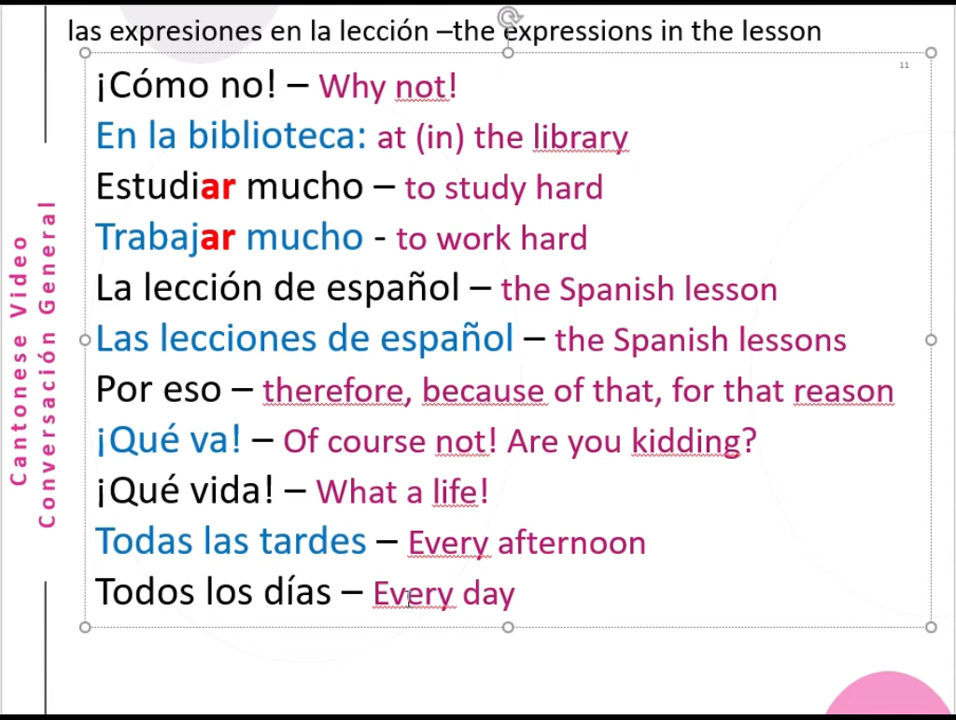 las expresiones en la lección –the expressions in the lesson
11
¡Cómo no! – Why not!
En la biblioteca: at (in) the library
Estudiar mucho – to study hard
Trabajar mucho - to work hard
La lección de español – the Spanish lesson
Las lecciones de español – the Spanish lessons
Por eso – therefore, because of that, for that reason
¡Qué va! – Of course not! Are you kidding?
¡Qué vida! – What a life!
Todas las tardes – Every afternoon
Todos los días – Every day
Cantonese Video
Conversación General